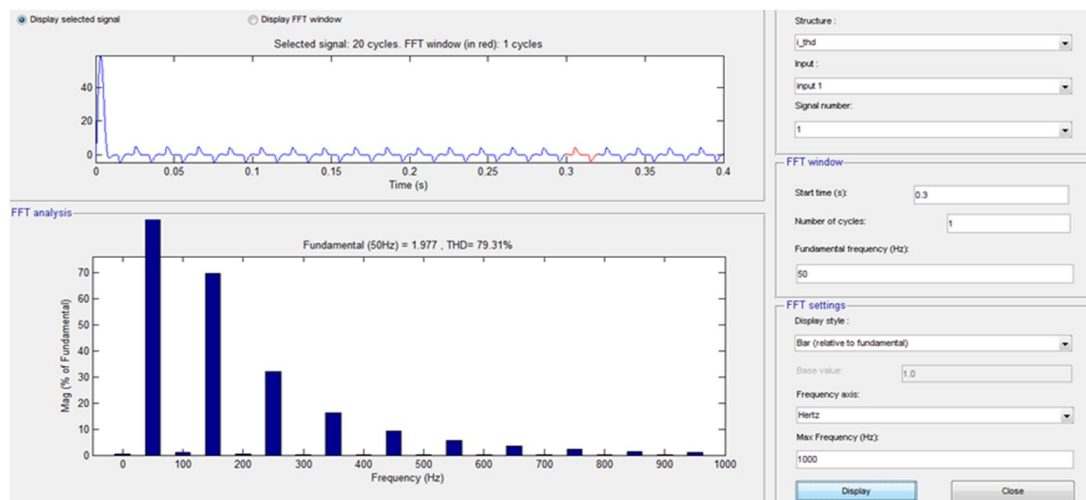 Display selected signal
Display FFT window
Selected signal: 20 cycles. FFT window (in red): 1 cycles
40
20
0
0
0.05
0.1
0.15
0.2
0.25
0.3
0.35
0.4
Time (s)
FFT analysis
Fundamental (50Hz) = 1.977 , THD= 79.31%
70
60
50
40
30
20
10
0
Mag (% of Fundamental)
0
100
200
300
400
500
600
700
800
900
1000
Frequency (Hz)
Structure :
i_thd
Input :
input 1
Signal number:
1
FFT window
Start time (s):
0.3
Number of cycles:
1
Fundamental frequency (Hz):
50
FFT settings
Display style :
Bar (relative to fundamental)
Base value:
1.0
Frequency axis:
Hertz
Max Frequency (Hz):
1000
Display
Close